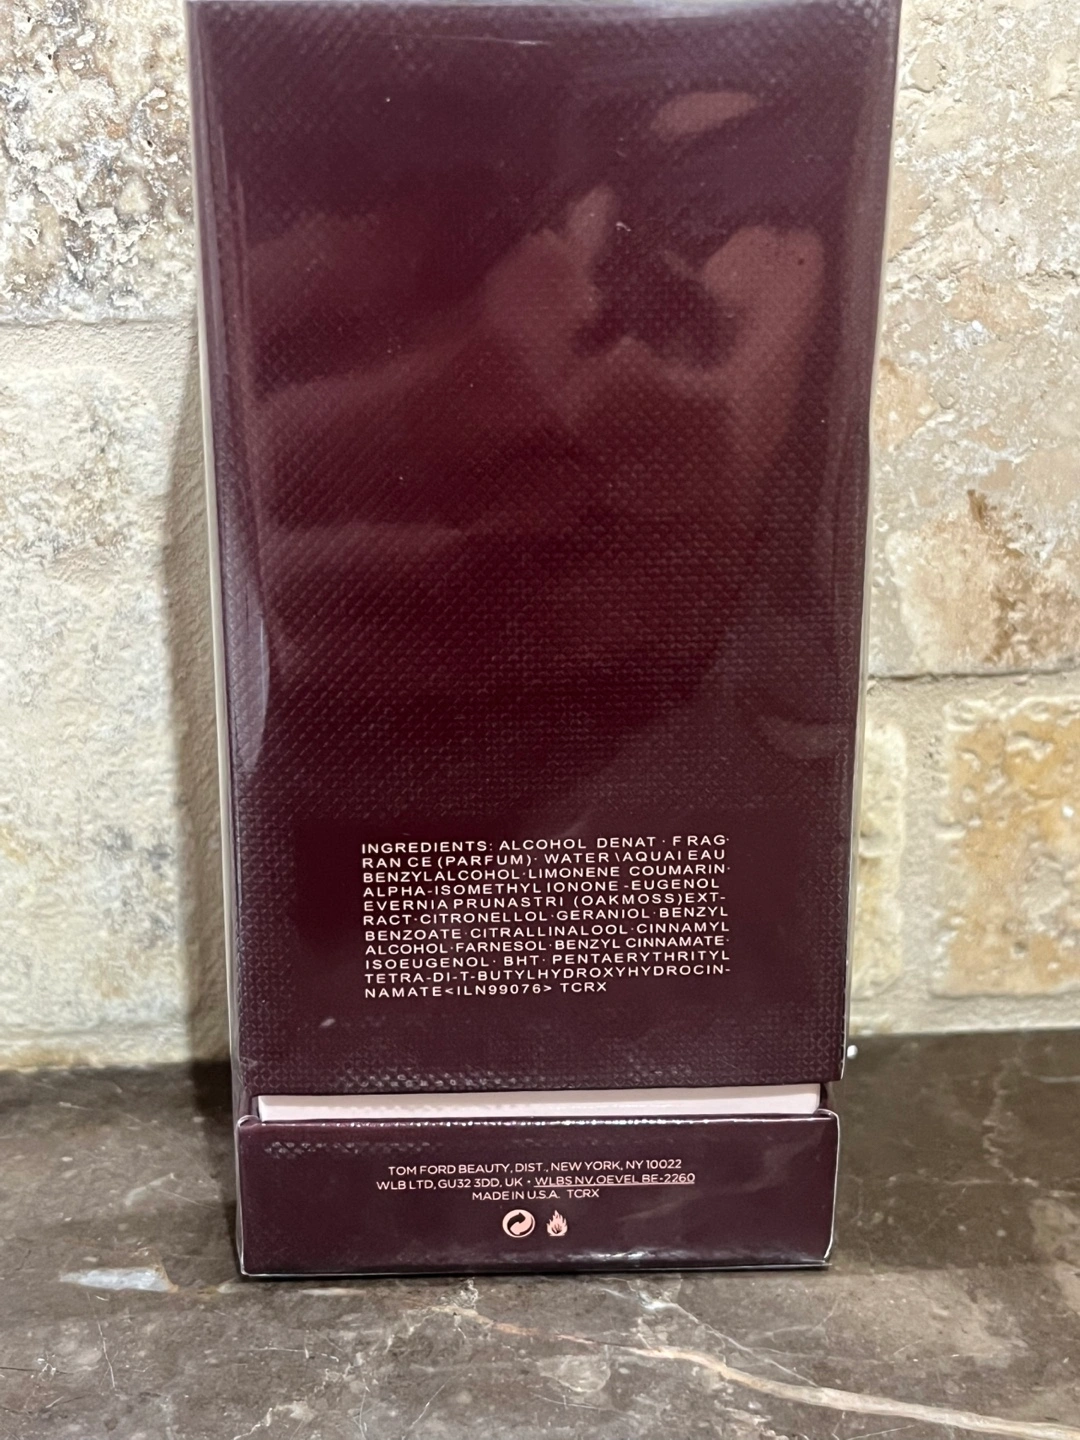 INGREDIENTS: ALCOHOL DENAT · FRAG-
RAN CE (PARFUM)· WATER \AQUAI EAU
BENZYLALCOHOL·LIMONENE COUMARIN·
ALPHA-ISOMETHYL IONONE -EUGENOL
EVERNIA PRUNASTRI (OAKMOSS)EXT-
RACT·CITRONELLOL·GERANIOL·BENZYL
BENZOATE·CITRALLINALOOL·CINNAMYL
ALCOHOL·FARNESOL·BENZYL CINNAMATE·
ISOEUGENOL· BHT· PENTAERYTHRITYL
TETRA-DI-T-BUTYLHYDROXYHYDROCIN-
NAMATE<ILN99076> TCRX
TOM FORD BEAUTY, DIST., NEW YORK, NY 10022
WLB LTD, GU32 3DD, UK • WLBS NV, OEVEL BE-2260
MADE IN U.S.A. TCRX